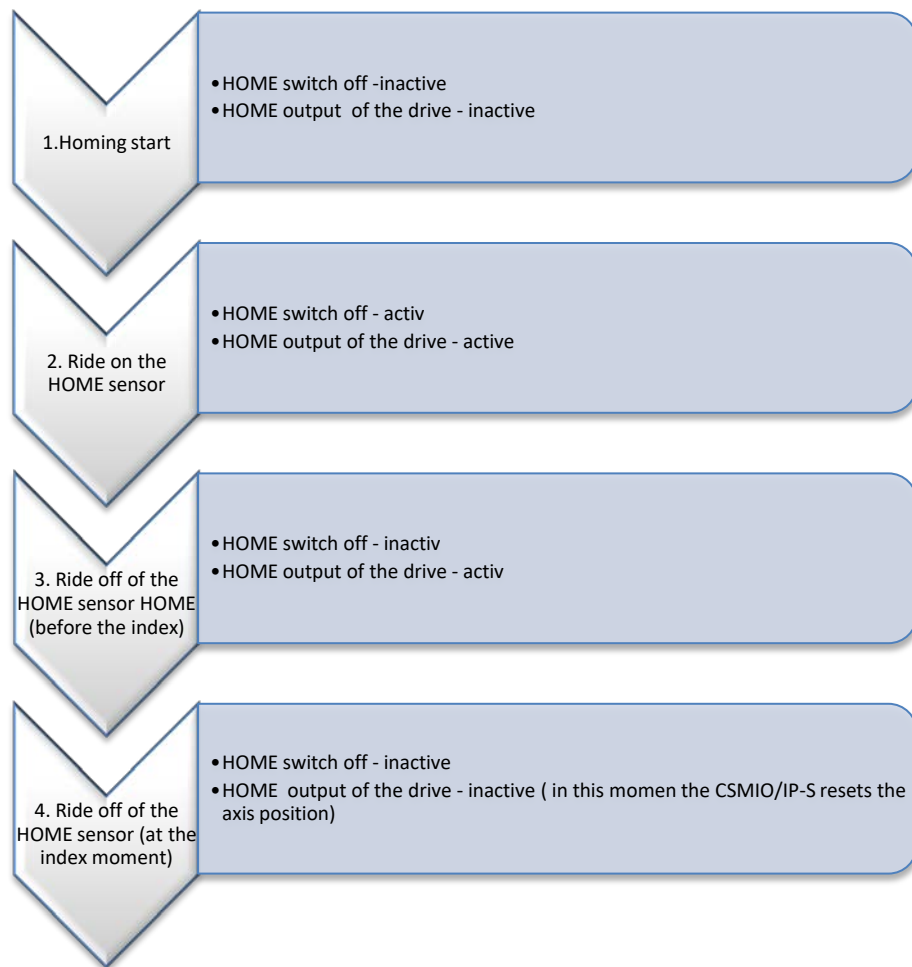 1.Homing start
•HOME switch off -inactive
•HOME output of the drive - inactive
2. Ride on the
HOME sensor
•HOME switch off - activ
•HOME output of the drive - active
3. Ride off of the
HOME sensor HOME
(before the index)
•HOME switch off - inactiv
•HOME output of the drive - activ
4. Ride off of the
HOME sensor (at the
index moment)
•HOME switch off - inactive
•HOME output of the drive - inactive ( in this momen the CSMIO/IP-S resets the
axis position)